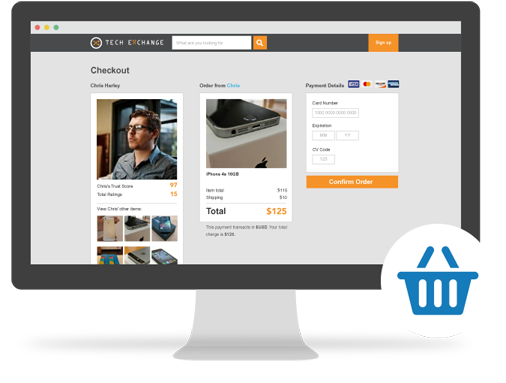 TECH EXCHANGE
What are you looking for
Sign up
Checkout
Chris Harley
Order from Chris
Payment Details
VISA
Card Number
0000 0000 0000 0000
Expiration
MM
YY
CV Code
123
Confirm Order
iPhone 4s 16GB
Chris's Trust Score 97
Total Ratings 15
Item total $115
Shipping $10
Total $125
View Chris' other items:
This payment transacts in $USD. Your total
charge is $125.